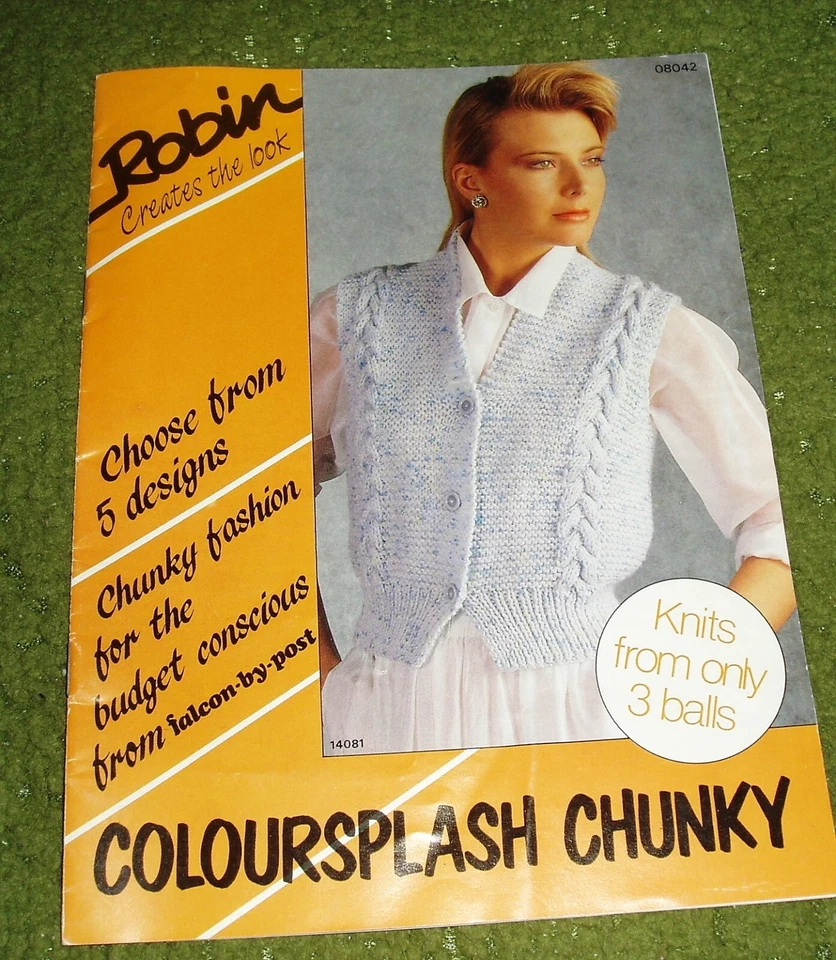 08042
Robin
Creates the look
Choose from
5 designs
Chunky fashion
for the
budget conscious
from falcon-by-post
Knits
from only
3 balls
14081
COLOURSPLASH CHUNKY